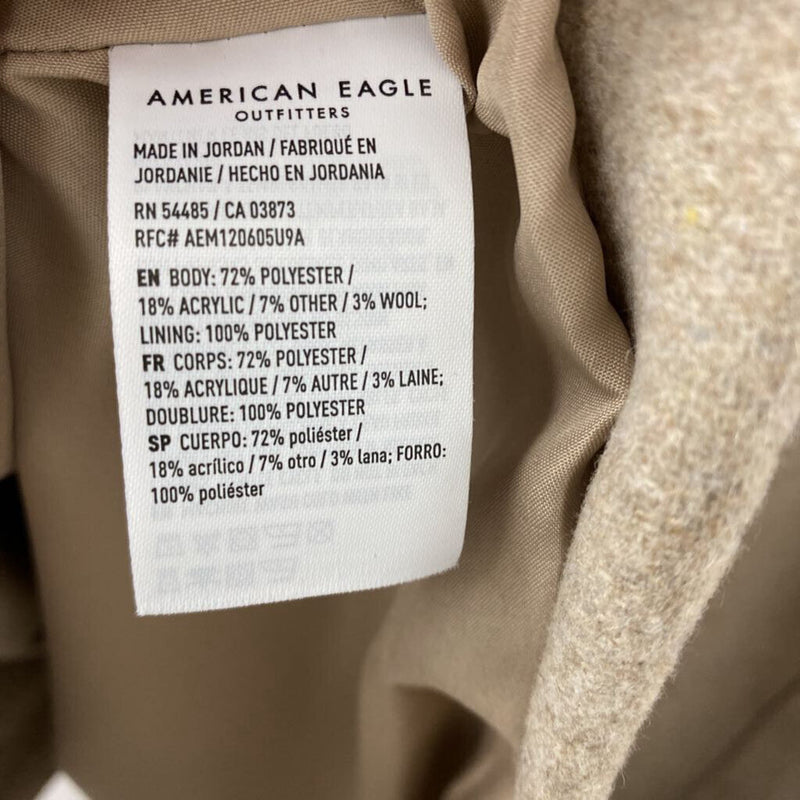 AMERICAN EAGLE
OUTFITTERS
MADE IN JORDAN / FABRIQUÉ EN
JORDANIE / HECHO EN JORDANIA
RN 54485 / CA 03873
RFC# AEM120605U9A
EN BODY: 72% POLYESTER /
18% ACRYLIC / 7% OTHER / 3% WOOL;
LINING: 100% POLYESTER
FR CORPS: 72% POLYESTER /
18% ACRYLIQUE / 7% AUTRE / 3% LAINE;
DOUBLURE: 100% POLYESTER
SP CUERPO: 72% poliéster /
18% acrílico / 7% otro / 3% lana; FORRO:
100% poliéster